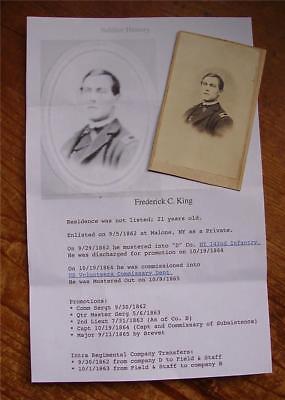 Soldier History
Frederick C. King
Residence was not listed; 21 years old.
Enlisted on 9/5/1862 at Malone, NY as a Private.
On 9/29/1862 he mustered into "D" Co. NY 142nd Infantry.
He was discharged for promotion on 10/19/1864
On 10/19/1864 he was commissioned into
US Volunteers Commissary Dept.
He was Mustered Out on 10/9/1865
Promotions:
* Comm Sergt 9/30/1862
* Qtr Master Serg 5/6/1863
* 2nd Lieut 7/31/1863 (As of Co. B)
* Capt 10/19/1864 (Capt and Commissary of Subsistence)
* Major 9/13/1865 by Brevet
Intra Regimental Company Transfers:
* 9/30/1862 from company D to Field & Staff
* 10/1/1863 from Field & Staff to company B